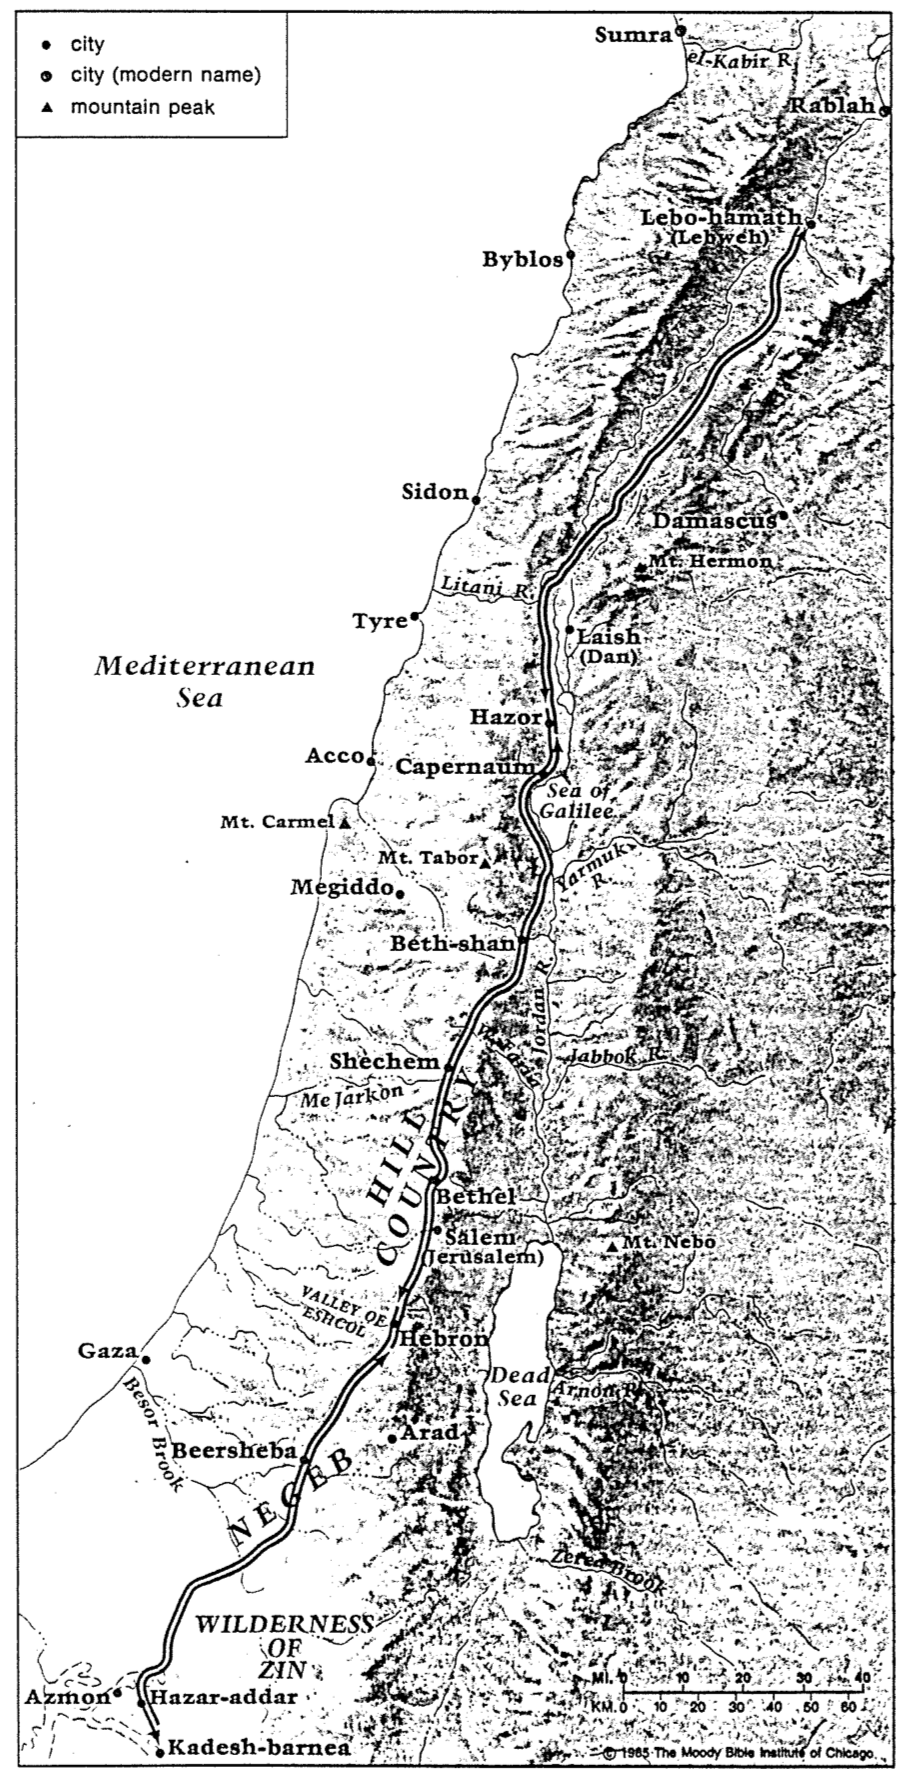 city
city (modern name)
mountain peak
Sumra
el-Kabir R.
Rablah
Lebo-hamath
(Lebweh)
Byblos
Sidon
Damascus
Mt. Hermon
Litani R.
Tyre
Laish
(Dan)
Mediterranean
Sea
Hazor
Acco
Capernaum
Sea of
Galilee
Mt. Carmel
Mt. Tabor
Yarmuk
R.
Megiddo
Beth-shan
Jordan R.
Shechem
Jabbok R.
Me Jarkon
HILL
COUNTRY
Bethel
Salem
(Jerusalem)
Mt. Nebo
VALLEY OF
ESHCOL
Hebron
Gaza
Dead
Sea
Arnon R.
Besor Brook
Arad
Beersheba
NEGEB
Zered Brook
WILDERNESS
OF
ZIN
MI. 0 10 20 30 40
KM. 0 10 20 30 40 50 60
Azmon
Hazar-addar
Kadesh-barnea
© 1985 The Moody Bible Institute of Chicago